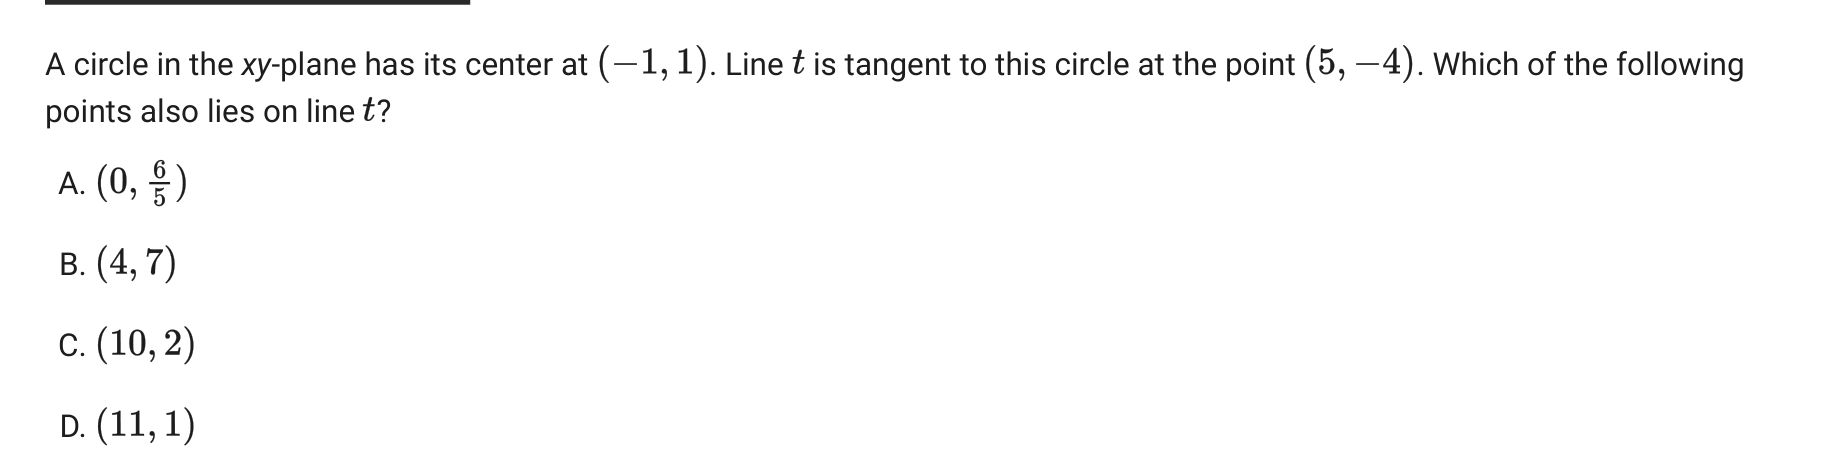 A circle in the xy-plane has its center at (−1, 1). Line t is tangent to this circle at the point (5, −4). Which of the following
points also lies on line t?
A. (0, 6/5)
B. (4, 7)
C. (10, 2)
D. (11, 1)